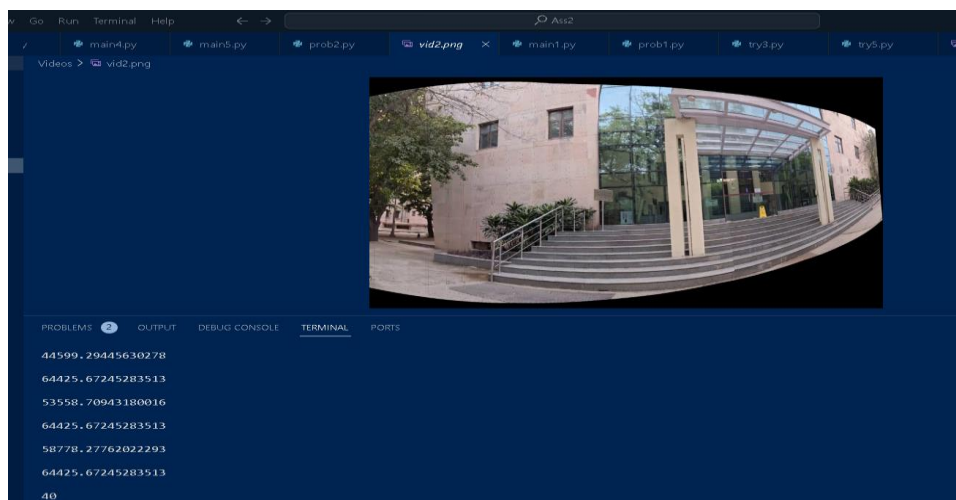 Go Run Terminal Help ← → Ass2
main4.py main5.py prob2.py vid2.png × main1.py prob1.py try3.py try5.py
Videos > vid2.png
PROBLEMS 2 OUTPUT DEBUG CONSOLE TERMINAL PORTS
44599.29445630278
64425.67245283513
53558.70943180016
64425.67245283513
58778.27762022293
64425.67245283513
40